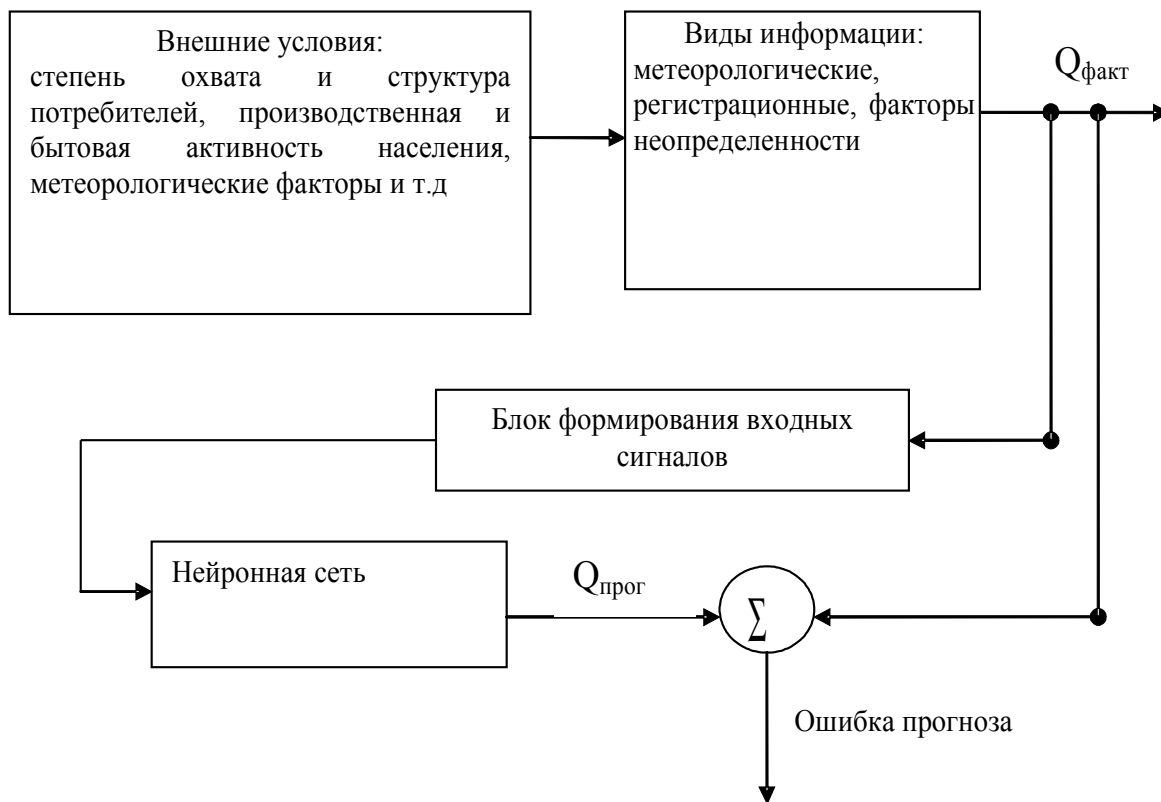 Внешние условия:
степень охвата и структура
потребителей, производственная и
бытовая активность населения,
метеорологические факторы и т.д
Виды информации:
метеорологические,
регистрационные, факторы
неопределенности
Qфакт
Блок формирования входных
сигналов
Нейронная сеть
Qпрог
∑
Ошибка прогноза